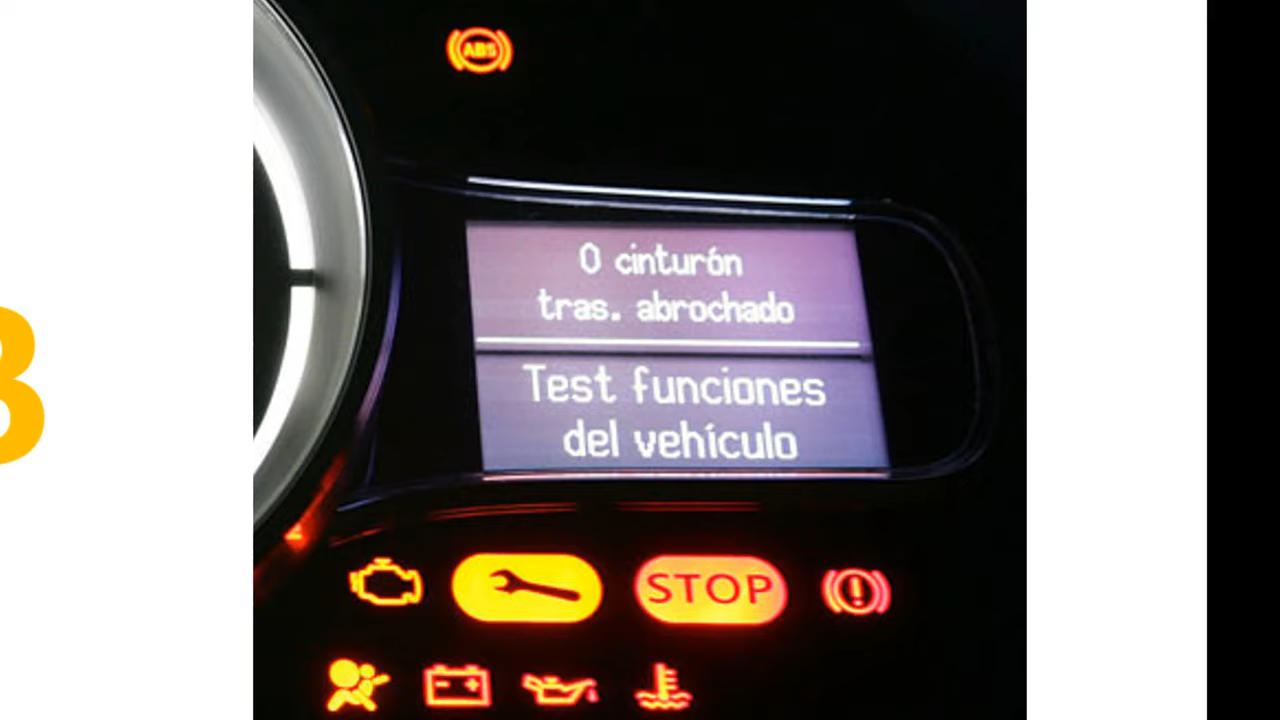 ABS
0 cinturón
tras. abrochado
Test funciones
del vehículo
STOP